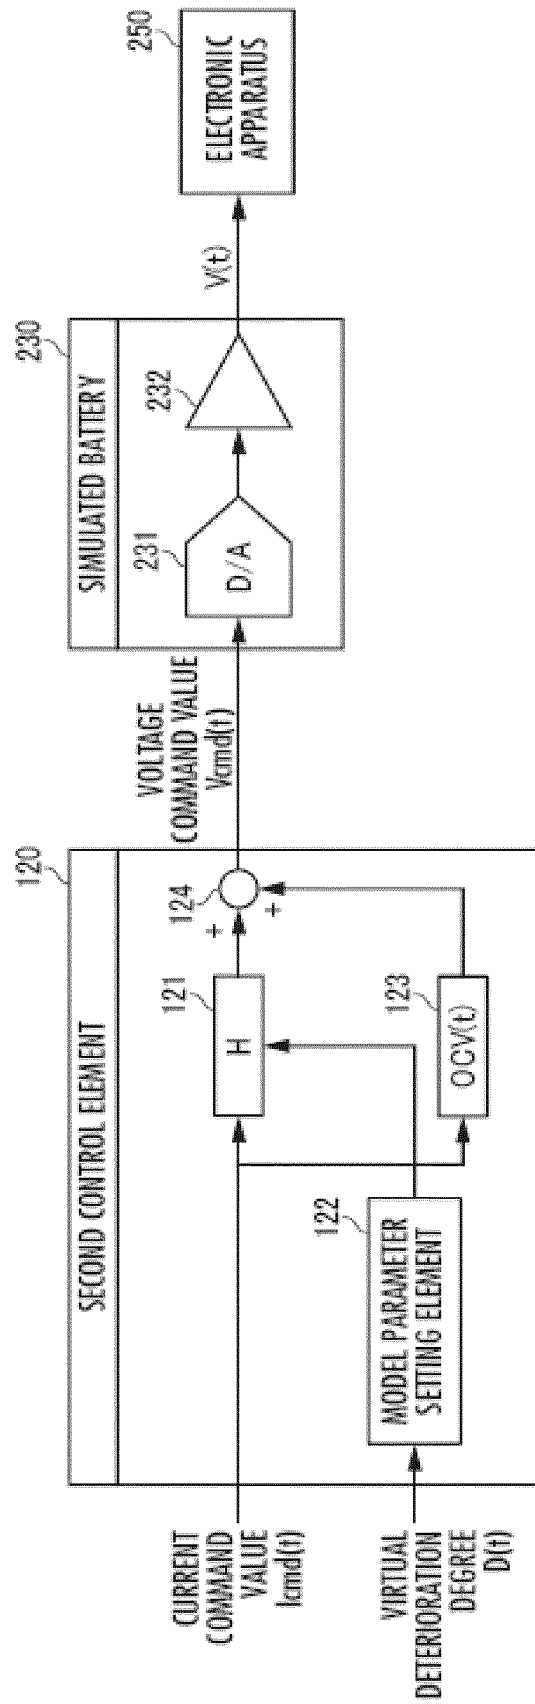 CURRENT
COMMAND
VALUE
Icmd(t)
VIRTUAL
DETERIORATION
DEGREE
D(t)
120
SECOND CONTROL ELEMENT
121
H
122
MODEL PARAMETER
SETTING ELEMENT
123
OCV(t)
124
+
+
VOLTAGE
COMMAND VALUE
Vcmd(t)
230
SIMULATED BATTERY
231
D/A
232
V(t)
250
ELECTRONIC
APPARATUS